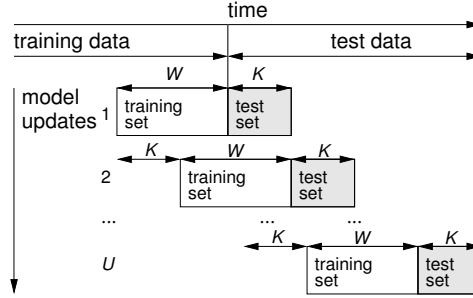 time
training data test data
W K
model
updates
1 training
set test
set
K W K
2 training
set test
set
... ... ...
K W K
U training
set test
set